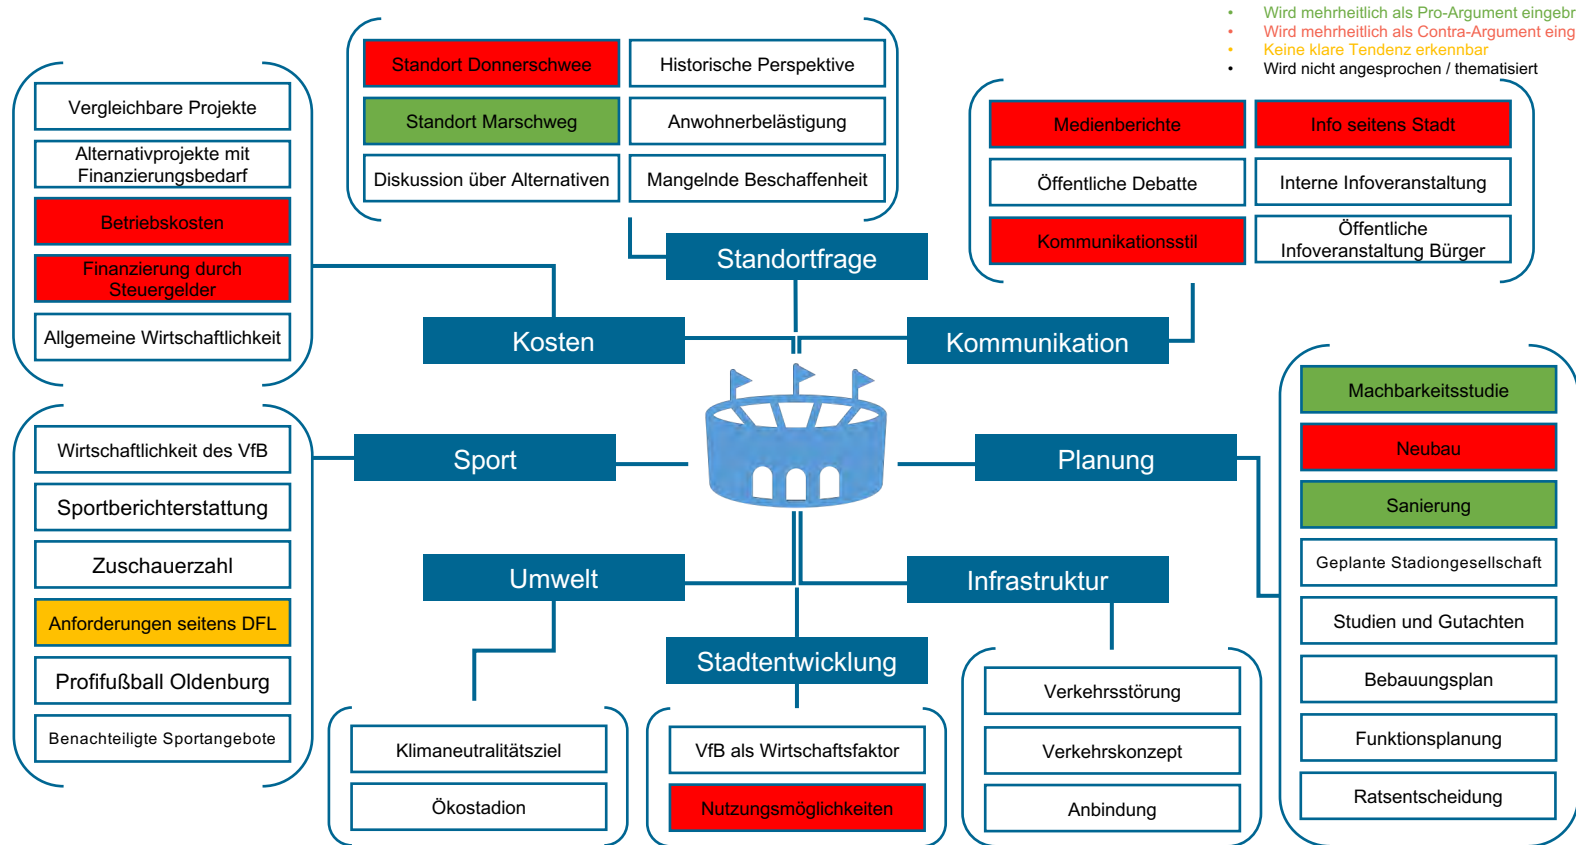 • Wird mehrheitlich als Pro-Argument eingebr
• Wird mehrheitlich als Contra-Argument eing
• Keine klare Tendenz erkennbar
• Wird nicht angesprochen / thematisiert
Standort Donnerschwee
Historische Perspektive
Standort Marschweg
Anwohnerbelästigung
Diskussion über Alternativen
Mangelnde Beschaffenheit
Standortfrage
Vergleichbare Projekte
Alternativprojekte mit
Finanzierungsbedarf
Betriebskosten
Finanzierung durch
Steuergelder
Allgemeine Wirtschaftlichkeit
Kosten
Medienberichte
Info seitens Stadt
Öffentliche Debatte
Interne Infoveranstaltung
Kommunikationsstil
Öffentliche
Infoveranstaltung Bürger
Kommunikation
Wirtschaftlichkeit des VfB
Sportberichterstattung
Zuschauerzahl
Anforderungen seitens DFL
Profifußball Oldenburg
Benachteiligte Sportangebote
Sport
Planung
Machbarkeitsstudie
Neubau
Sanierung
Geplante Stadiongesellschaft
Studien und Gutachten
Bebauungsplan
Funktionsplanung
Ratsentscheidung
Umwelt
Klimaneutralitätsziel
Ökostadion
Stadtentwicklung
VfB als Wirtschaftsfaktor
Nutzungsmöglichkeiten
Infrastruktur
Verkehrsstörung
Verkehrskonzept
Anbindung